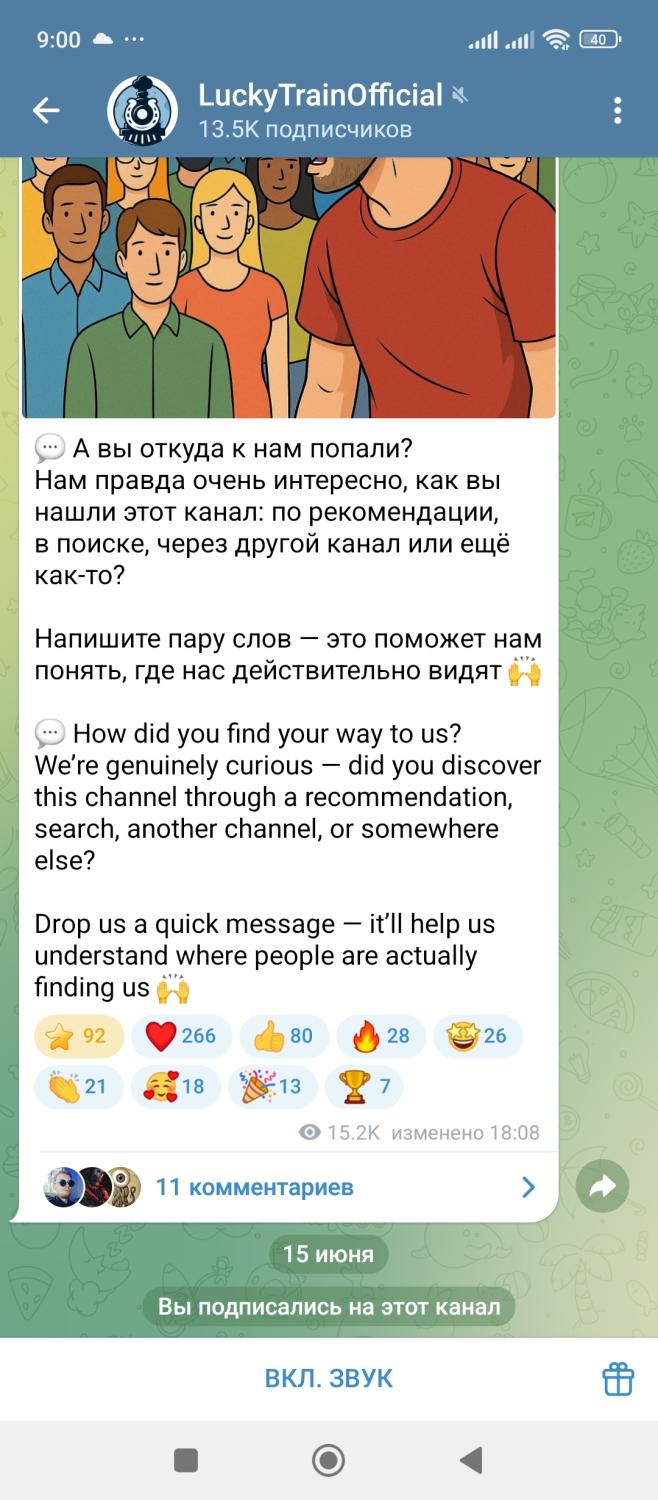 9:00
40
LuckyTrainOfficial
13.5K подписчиков
А вы откуда к нам попали?
Нам правда очень интересно, как вы
нашли этот канал: по рекомендации,
в поиске, через другой канал или ещё
как-то?
Напишите пару слов — это поможет нам
понять, где нас действительно видят 🙌
💬 How did you find your way to us?
We’re genuinely curious — did you discover
this channel through a recommendation,
search, another channel, or somewhere
else?
Drop us a quick message — it’ll help us
understand where people are actually
finding us 🙌
⭐ 92 ❤️ 266 👍 80 🔥 28 🤩 26
👏 21 🥰 18 🎉 13 🏆 7
15.2K изменено 18:08
11 комментариев
15 июня
Вы подписались на этот канал
ВКЛ. ЗВУК